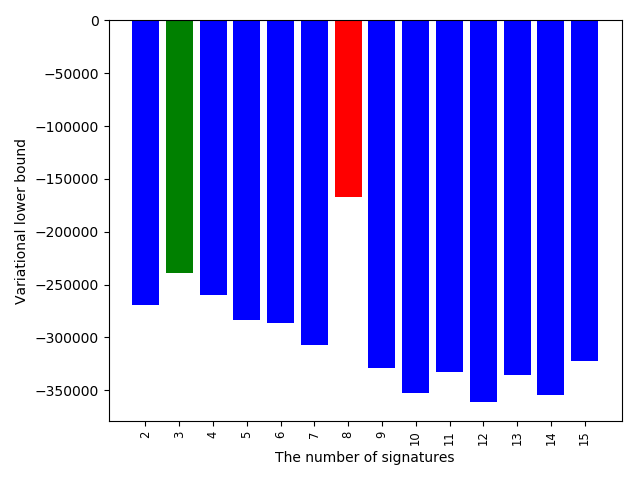 0
−50000
−100000
−150000
−200000
−250000
−300000
−350000
Variational lower bound
2 3 4 5 6 7 8 9 10 11 12 13 14 15
The number of signatures